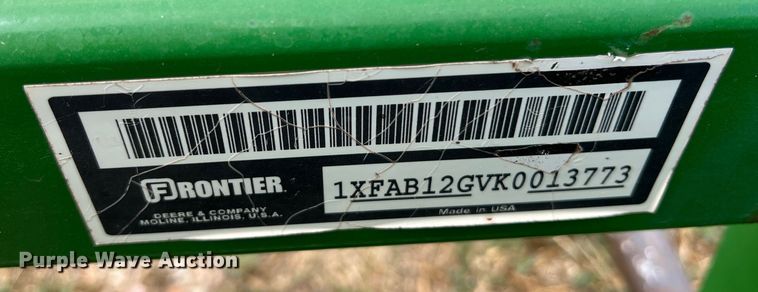 FRONTIER
DEERE & COMPANY
MOLINE, ILLINOIS, U.S.A.
1XFAB12GVK0013773
Made in USA
Purple Wave Auction